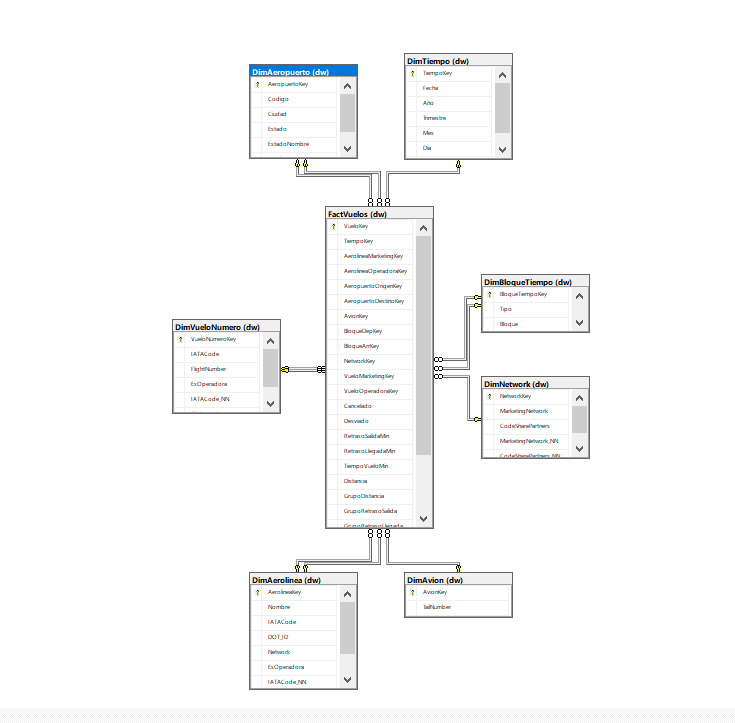 DimAeropuerto (dw)
AeropuertoKey
Codigo
Ciudad
Estado
EstadoNombre
DimTiempo (dw)
TiempoKey
Fecha
Año
Trimestre
Mes
Dia
FactVuelos (dw)
VueloKey
TiempoKey
AerolineaMarketingKey
AerolineaOperadoraKey
AeropuertoOrigenKey
AeropuertoDestinoKey
AvionKey
BloqueDepKey
BloqueArrKey
NetworkKey
VueloMarketingKey
VueloOperadoraKey
Cancelado
Desvado
RetrasoSalidaMin
RetrasoLlegadaMin
TiempoVueloMin
Distancia
GrupoDistancia
GrupoRetrasoSalida
GrupoRetrasoLlegada
DimBloqueTiempo (dw)
BloqueTiempoKey
Tipo
Bloque
DimVueloNumero (dw)
VueloNumeroKey
IATACode
FlightNumber
EsOperadora
IATACode_NN
DimNetwork (dw)
NetworkKey
MarketingNetwork
CodeSharePartners
MarketingNetwork_NN
CodeSharePartners_NN
DimAerolinea (dw)
AerolineaKey
Nombre
IATACode
DOT_ID
Network
EsOperadora
IATACode_NN
DimAvion (dw)
AvionKey
TailNumber